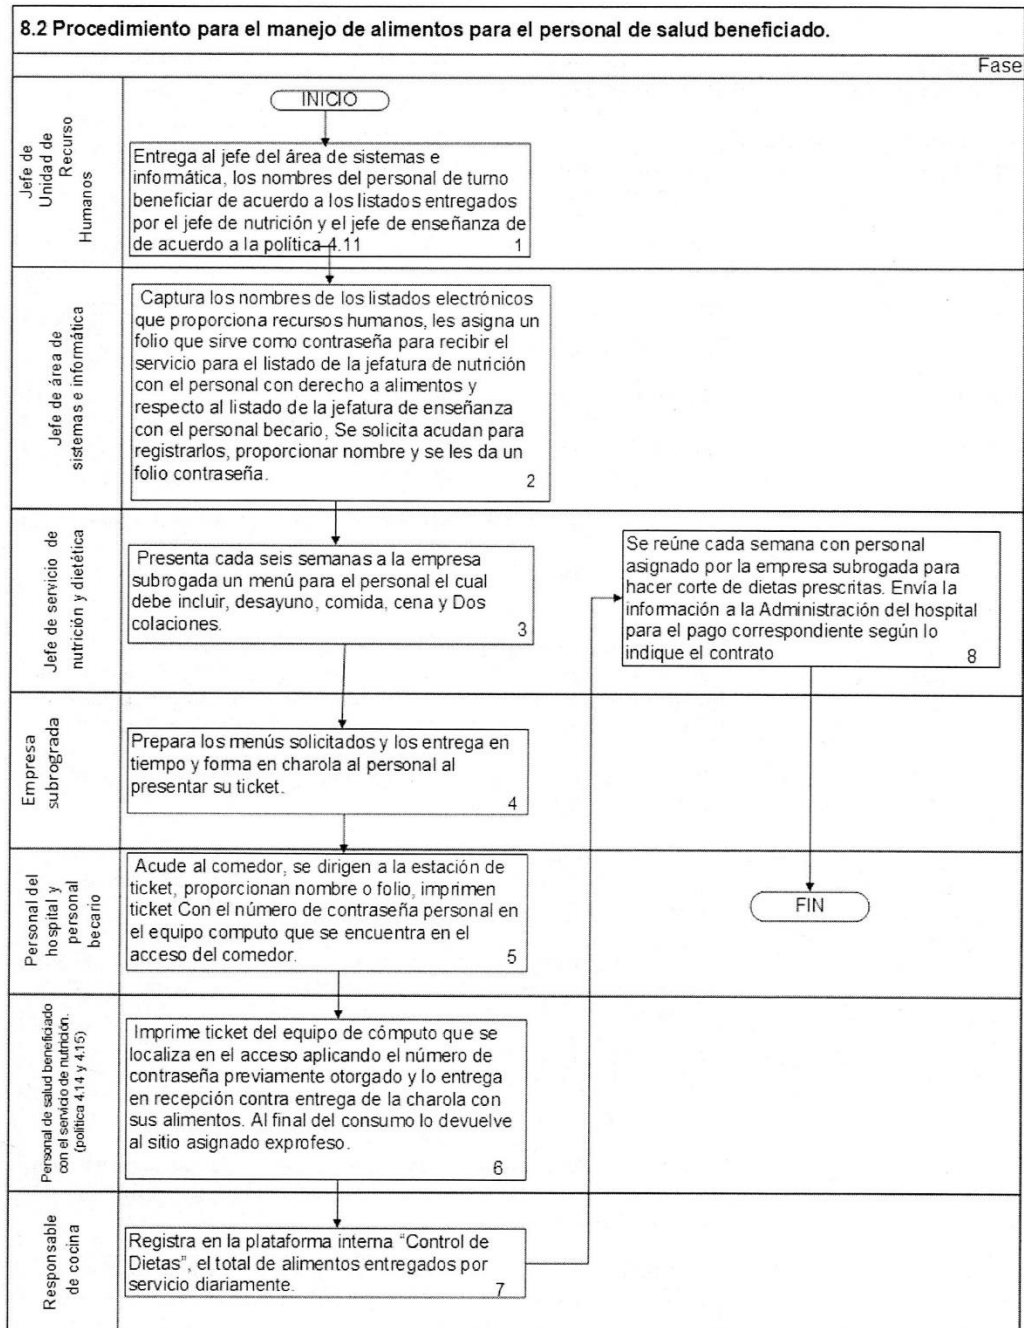 8.2 Procedimiento para el manejo de alimentos para el personal de salud beneficiado.
Fase
Jefe de
Unidad de
Recurso
Humanos
INICIO
Entrega al jefe del área de sistemas e
informática, los nombres del personal de turno
beneficiar de acuerdo a los listados entregados
por el jefe de nutrición y el jefe de enseñanza de
de acuerdo a la política 4.11
1
Jefe de área de
sistemas e informática
Captura los nombres de los listados electrónicos
que proporciona recursos humanos, les asigna un
folio que sirve como contraseña para recibir el
servicio para el listado de la jefatura de nutrición
con el personal con derecho a alimentos y
respecto al listado de la jefatura de enseñanza
con el personal becario, Se solicita acudan para
registrarlos, proporcionar nombre y se les da un
folio contraseña.
2
Jefe de servicio de
nutrición y dietética
Presenta cada seis semanas a la empresa
subrogada un menú para el personal el cual
debe incluir, desayuno, comida, cena y Dos
colaciones.
3
Se reúne cada semana con personal
asignado por la empresa subrogada para
hacer corte de dietas prescritas. Envía la
información a la Administración del hospital
para el pago correspondiente según lo
indique el contrato
8
Empresa
subrograda
Prepara los menús solicitados y los entrega en
tiempo y forma en charola al personal al
presentar su ticket.
4
Personal del
hospital y
personal
becario
Acude al comedor, se dirigen a la estación de
ticket, proporcionan nombre o folio, imprimen
ticket Con el número de contraseña personal en
el equipo computo que se encuentra en el
acceso del comedor.
5
FIN
Personal de salud beneficiado
con el servicio de nutrición.
(política 4.14 y 4.15)
Imprime ticket del equipo de cómputo que se
localiza en el acceso aplicando el número de
contraseña previamente otorgado y lo entrega
en recepción contra entrega de la charola con
sus alimentos. Al final del consumo lo devuelve
al sitio asignado exprofeso.
6
Responsable
de cocina
Registra en la plataforma interna "Control de
Dietas", el total de alimentos entregados por
servicio diariamente.
7